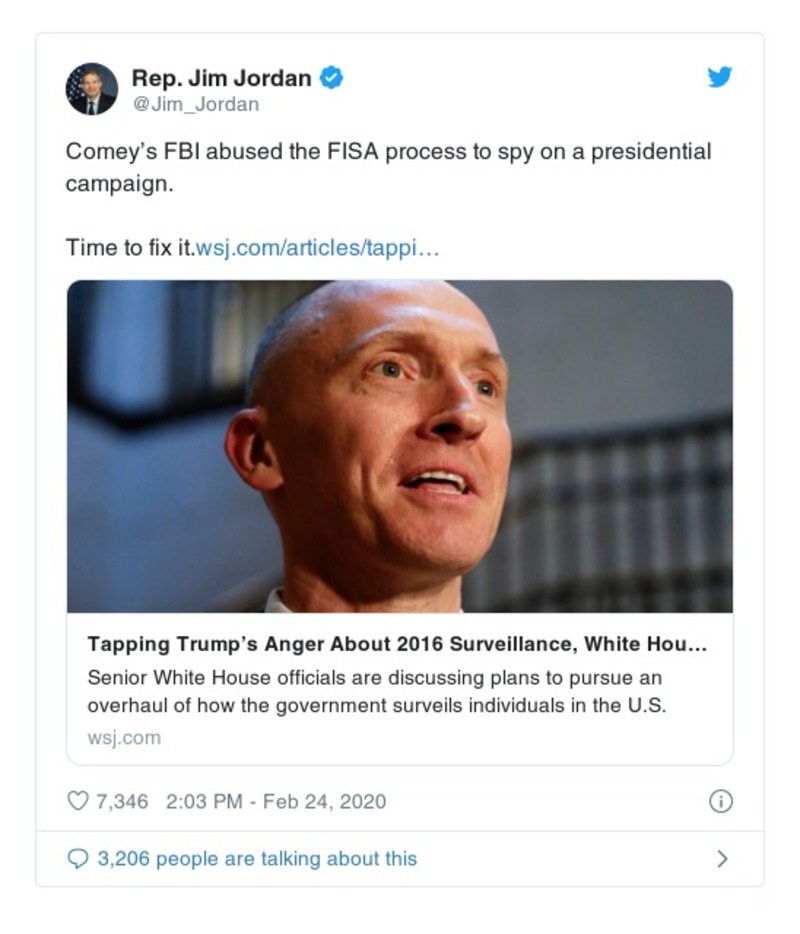 Rep. Jim Jordan
@Jim_Jordan
Comey’s FBI abused the FISA process to spy on a presidential
campaign.
Time to fix it.wsj.com/articles/tappi…
Tapping Trump’s Anger About 2016 Surveillance, White Hou…
Senior White House officials are discussing plans to pursue an
overhaul of how the government surveils individuals in the U.S.
wsj.com
7,346 2:03 PM - Feb 24, 2020
3,206 people are talking about this